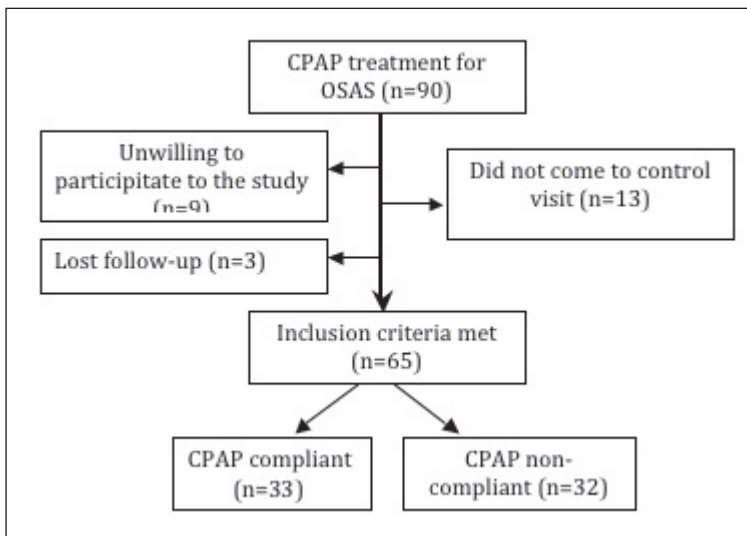 CPAP treatment for
OSAS (n=90)
Unwilling to
participitate to the study
(n=9)
Did not come to control
visit (n=13)
Lost follow-up (n=3)
Inclusion criteria met
(n=65)
CPAP compliant
(n=33)
CPAP non-
compliant (n=32)